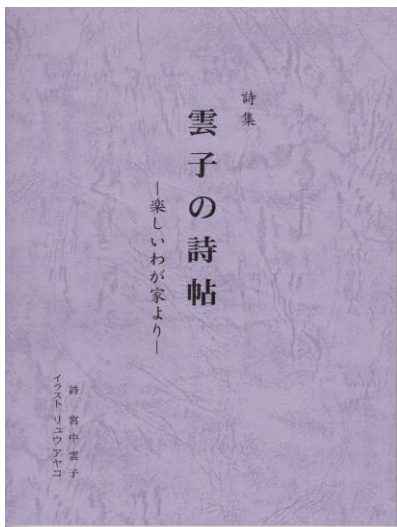 詩集
雲子の詩帖
―楽しいわが家より―
詩 宮中雲子
イラスト リュウアヤコ